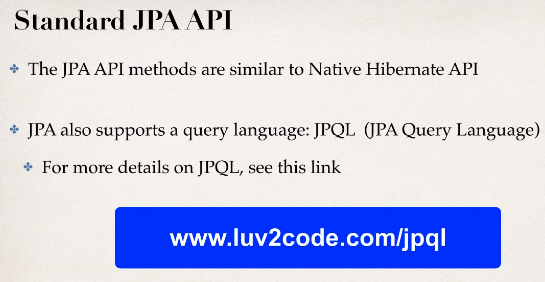 Standard JPA API
The JPA API methods are similar to Native Hibernate API
JPA also supports a query language: JPQL (JPA Query Language)
For more details on JPQL, see this link
www.luv2code.com/jpql